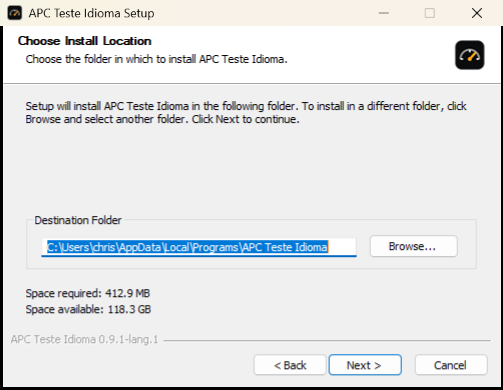 APC Teste Idioma Setup
Choose Install Location
Choose the folder in which to install APC Teste Idioma.
Setup will install APC Teste Idioma in the following folder. To install in a different folder, click
Browse and select another folder. Click Next to continue.
Destination Folder
C:\Users\chris\AppData\Local\Programs\APC Teste Idioma
Browse...
Space required: 412.9 MB
Space available: 118.3 GB
APC Teste Idioma 0.9.1-lang.1
< Back
Next >
Cancel